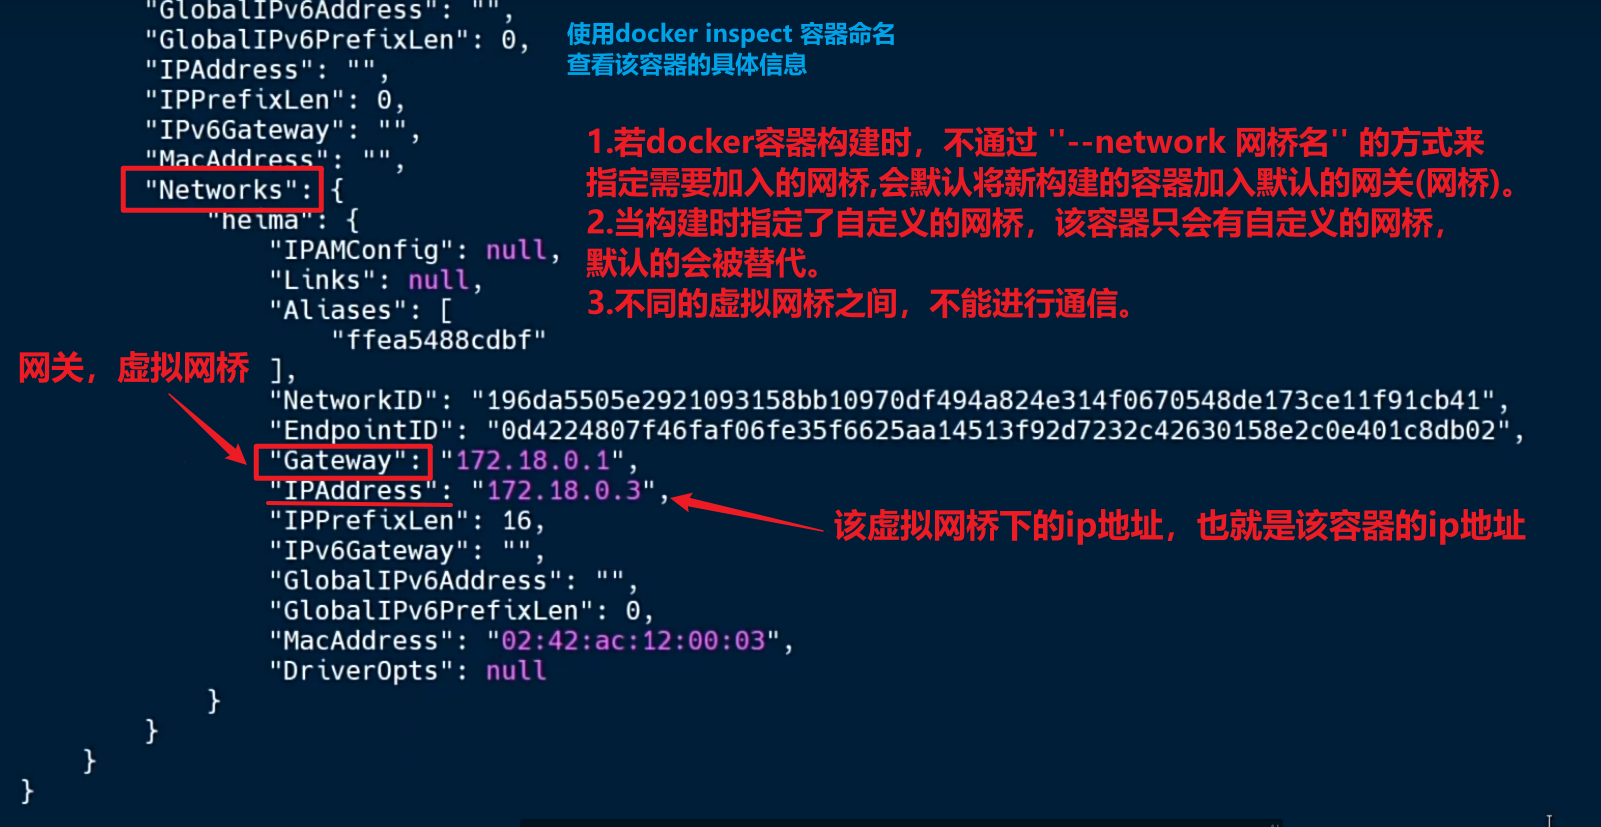 "GlobalIPv6Address": "",
"GlobalIPv6PrefixLen": 0,
使用docker inspect 容器命名
查看该容器的具体信息
"IPAddress": "",
"IPPrefixLen": 0,
"IPv6Gateway": "",
"MacAddress": "",
"Networks": {
"heima": {
"IPAMConfig": null,
"Links": null,
"Aliases": [
"ffea5488cdbf"
],
1.若docker容器构建时，不通过 ''--network 网桥名'' 的方式来
指定需要加入的网桥,会默认将新构建的容器加入默认的网关(网桥)。
2.当构建时指定了自定义的网桥，该容器只会有自定义的网桥，
默认的会被替代。
3.不同的虚拟网桥之间，不能进行通信。
网关，虚拟网桥
"NetworkID": "196da5505e2921093158bb10970df494a824e314f0670548de173ce11f91cb41",
"EndpointID": "0d4224807f46faf06fe35f6625aa14513f92d7232c42630158e2c0e401c8db02",
"Gateway": "172.18.0.1",
"IPAddress": "172.18.0.3",
该虚拟网桥下的ip地址，也就是该容器的ip地址
"IPPrefixLen": 16,
"IPv6Gateway": "",
"GlobalIPv6Address": "",
"GlobalIPv6PrefixLen": 0,
"MacAddress": "02:42:ac:12:00:03",
"DriverOpts": null
}
}
}
}